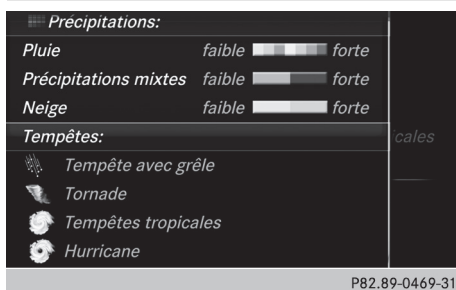 Précipitations:
Pluie faible forte
Précipitations mixtes faible forte
Neige faible forte
Tempêtes:
icales
Tempête avec grêle
Tornade
Tempêtes tropicales
Hurricane
P82.89-0469-31